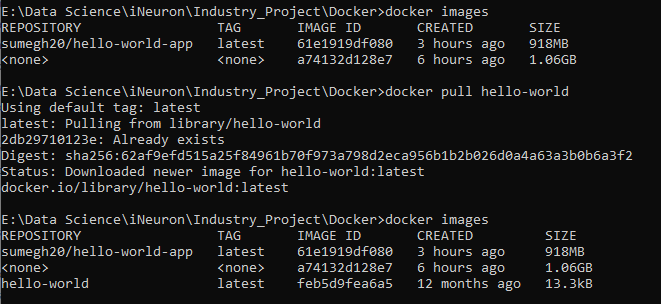 E:\Data Science\iNeuron\Industry_Project\Docker>docker images
REPOSITORY TAG IMAGE ID CREATED SIZE
sumegh20/hello-world-app latest 61e1919df080 3 hours ago 918MB
<none> <none> a74132d128e7 6 hours ago 1.06GB
E:\Data Science\iNeuron\Industry_Project\Docker>docker pull hello-world
Using default tag: latest
latest: Pulling from library/hello-world
2db29710123e: Already exists
Digest: sha256:62af9efd515a25f84961b70f973a798d2eca956b1b2b026d0a4a63a3b0b6a3f2
Status: Downloaded newer image for hello-world:latest
docker.io/library/hello-world:latest
E:\Data Science\iNeuron\Industry_Project\Docker>docker images
REPOSITORY TAG IMAGE ID CREATED SIZE
sumegh20/hello-world-app latest 61e1919df080 3 hours ago 918MB
<none> <none> a74132d128e7 6 hours ago 1.06GB
hello-world latest feb5d9fea6a5 12 months ago 13.3kB